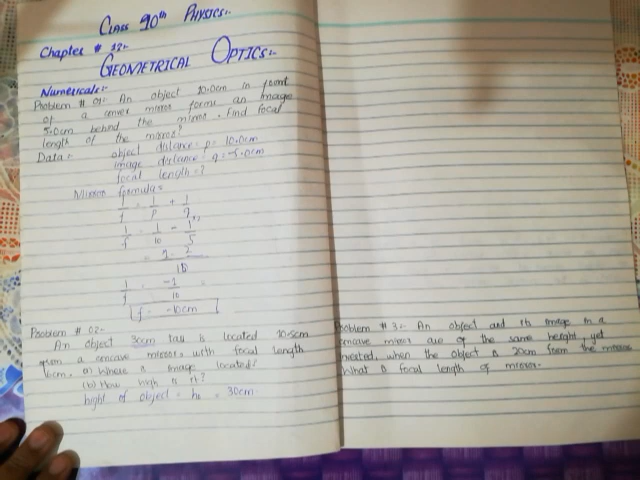 Class 10th Physics:-
Chapter # 12:-
GEOMETRICAL OPTICS:-
Numericals:-
Problem # 01:- An object 10.0cm in front
of a convex mirror forms an image
5.0cm behind the mirror. Find focal
length of the mirror?
Data:- object distance = p = 10.0cm
image distance = q = -5.0cm
focal length = ?
Mirror formula:
1/f = 1/p + 1/q
1/f = 1/10 - 1/5
= 1 - 2
10
1/f = -1/10
f = -10cm
Problem # 02:-
An object 30cm tall is located 10.5cm
from a concave mirror with focal length
16cm. (a) Where is image located?
(b) How high is it?
hight of object = ho = 30cm
Problem # 3:- An object and its image in a
concave mirror are of the same height, yet
inverted, when the object is 20cm form the mirror
What is focal length of mirror.